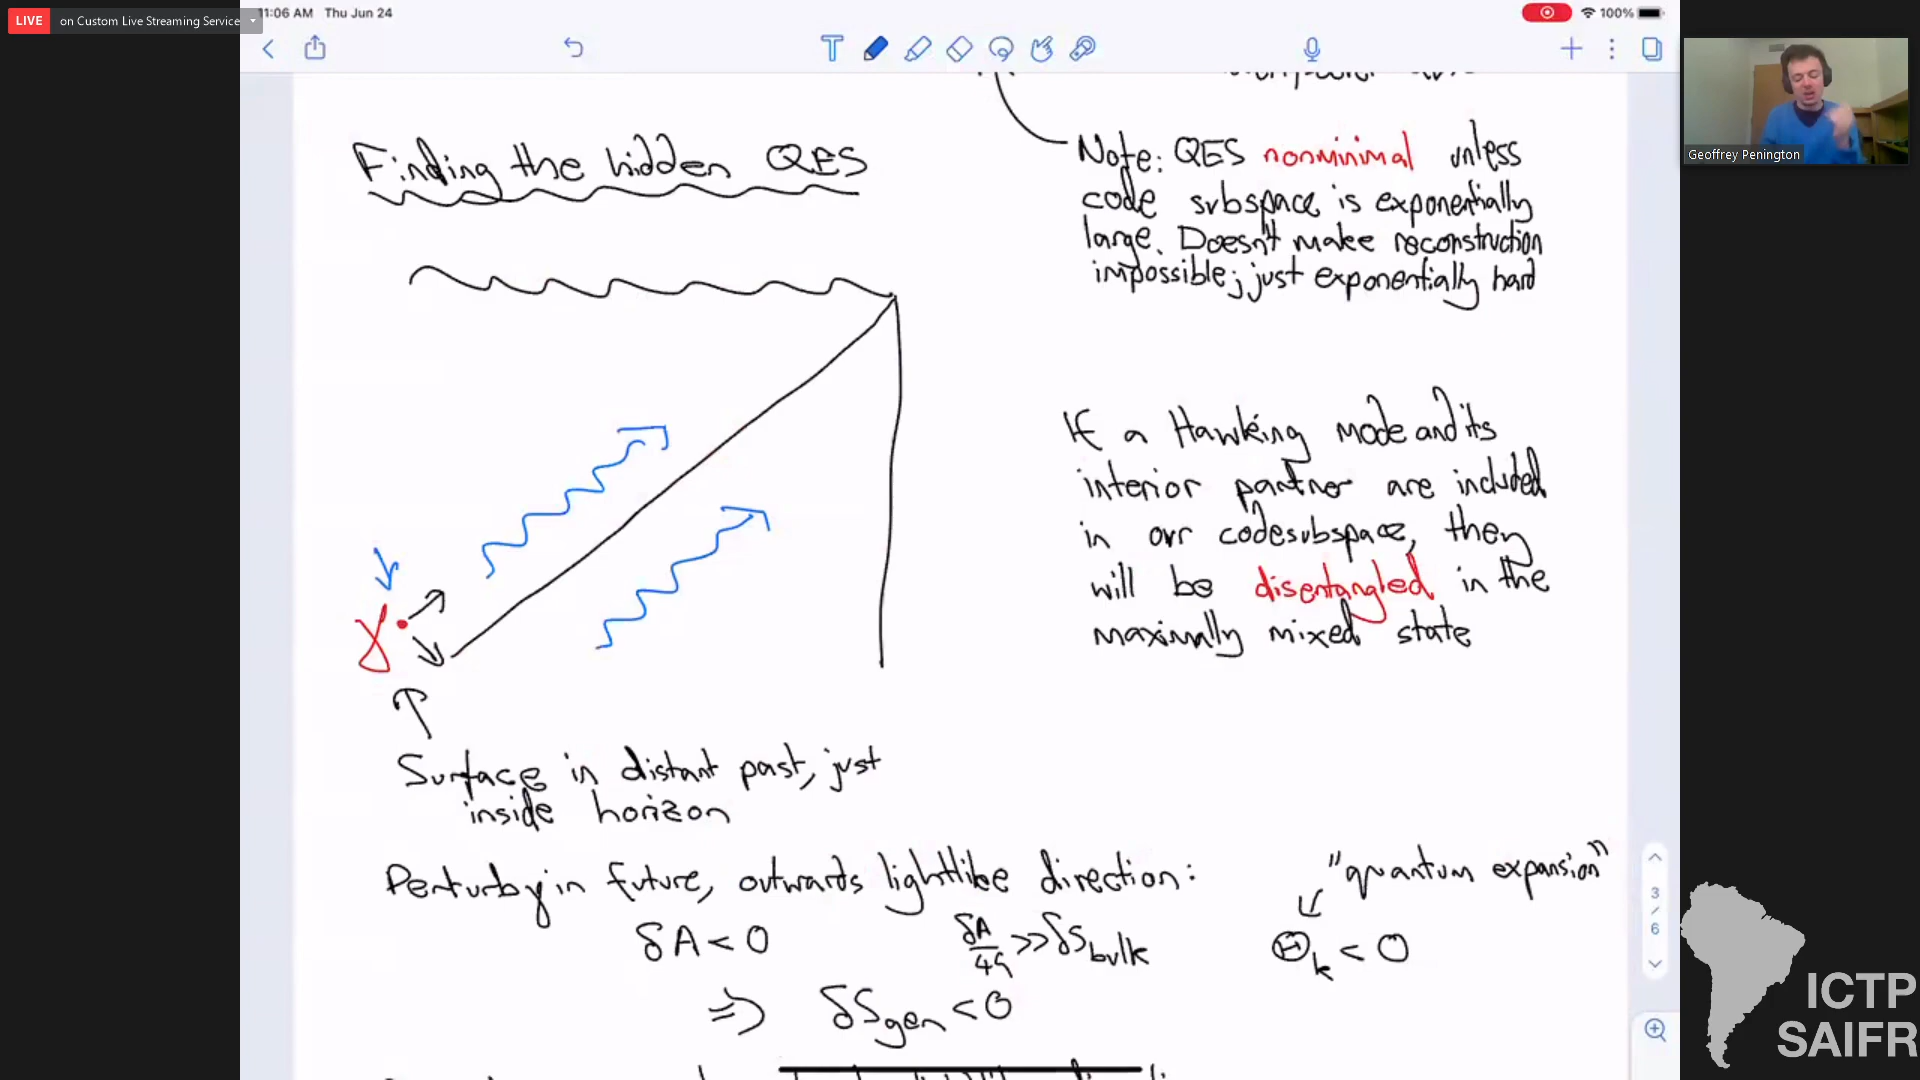 LIVE on Custom Live Streaming Service
11:06 AM Thu Jun 24
100%
Geoffrey Penington
Finding the hidden QES
Note: QES nonminimal unless
code subspace is exponentially
large. Doesn't make reconstruction
impossible; just exponentially hard
If a Hawking mode and its
interior partner are included
in our codesubspace, they
will be disentangled in the
maximally mixed state
γ
Surface in distant past, just
inside horizon
Perturb γ in future, outwards lightlike direction:
"quantum expansion"
δA < 0
δA/4G >> δS_bulk
Θ_k < 0
⇒ δS_gen < 0
3 / 6
ICTP
SAIFR